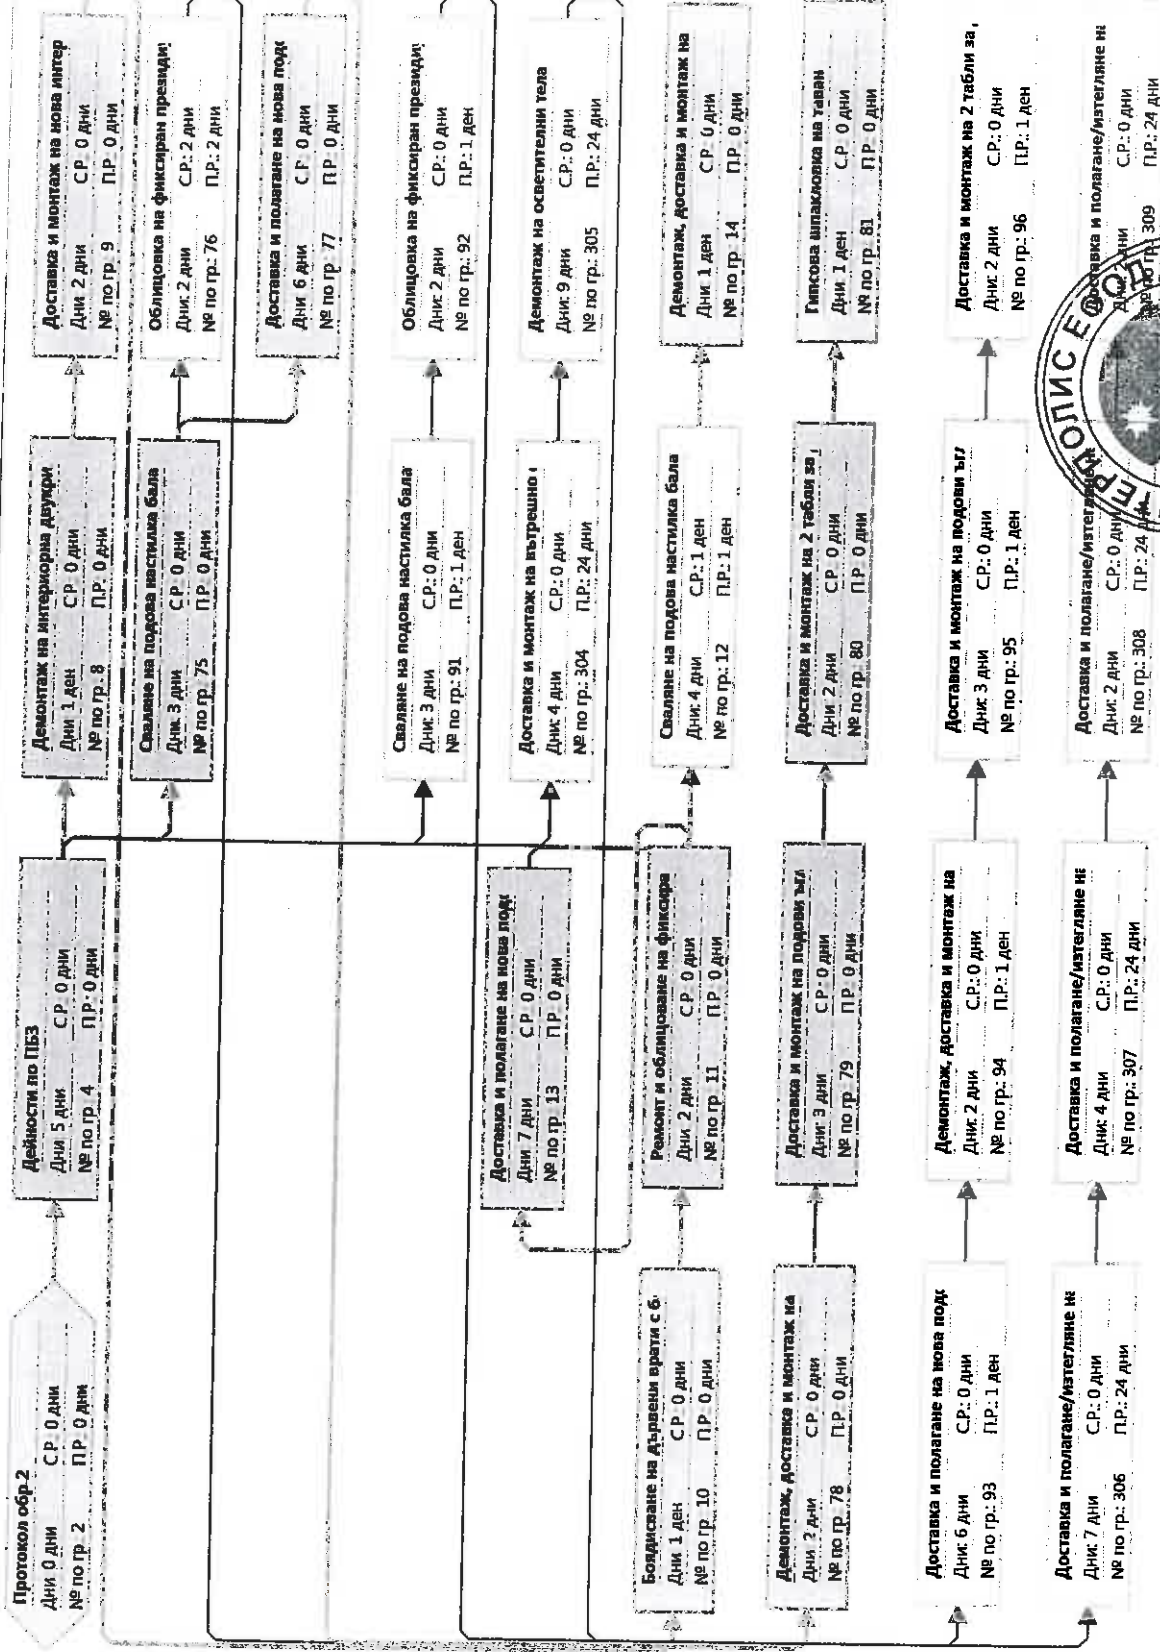 Протокол обр.2
Дни 0 дни С.Р. 0 дни
№ по гр. 2 П.Р. 0 дни
Дейности по ПБЗ
Дни 5 дни С.Р. 0 дни
№ по гр. 4 П.Р. 0 дни
Демонтаж на интериорна двукри
Дни 1 ден С.Р. 0 дни
№ по гр. 8 П.Р. 0 дни
Доставка и монтаж на нова интер
Дни 2 дни С.Р. 0 дни
№ по гр. 9 П.Р. 0 дни
Сваляне на подова настилка бала
Дни. 3 дни С.Р. 0 дни
№ по гр. 75 П.Р. 0 дни
Облицовка на фиксиран президиу
Дни: 2 дни С.Р.: 2 дни
№ по гр.: 76 П.Р.: 2 дни
Доставка и полагане на нова подо
Дни: 6 дни С.Р. 0 дни
№ по гр. 77 П.Р. 0 дни
Сваляне на подова настилка бала
Дни: 3 дни С.Р.: 0 дни
№ по гр.: 91 П.Р.: 1 ден
Облицовка на фиксиран президиу
Дни: 2 дни С.Р.: 0 дни
№ по гр.: 92 П.Р.: 1 ден
Доставка и полагане на нова подо
Дни: 7 дни С.Р. 0 дни
№ по гр. 13 П.Р. 0 дни
Доставка и монтаж на вътрешно
Дни: 4 дни С.Р.: 0 дни
№ по гр.: 304 П.Р.: 24 дни
Демонтаж на осветителни тела
Дни: 9 дни С.Р.: 0 дни
№ по гр.: 305 П.Р.: 24 дни
Боядисване на дървени врати с б
Дни 1 ден С.Р. 0 дни
№ по гр. 10 П.Р. 0 дни
Ремонт и облицоване на фиксира
Дни: 2 дни С.Р. 0 дни
№ по гр. 11 П.Р. 0 дни
Сваляне на подова настилка бала
Дни: 4 дни С.Р.: 1 ден
№ по гр.: 12 П.Р.: 1 ден
Демонтаж, доставка и монтаж на
Дни 1 ден С.Р. 0 дни
№ по гр. 14 П.Р. 0 дни
Демонтаж, доставка и монтаж на
Дни: 2 дни С.Р.: 0 дни
№ по гр. 78 П.Р. 0 дни
Доставка и монтаж на подови ъгл
Дни 3 дни С.Р. 0 дни
№ по гр. 79 П.Р. 0 дни
Доставка и монтаж на 2 табли за
Дни 2 дни С.Р. 0 дни
№ по гр. 80 П.Р. 0 дни
Гипсова шпакловка на таван
Дни 1 ден С.Р. 0 дни
№ по гр. 81 П.Р. 0 дни
Доставка и полагане на нова подо
Дни: 6 дни С.Р.: 0 дни
№ по гр.: 93 П.Р.: 1 ден
Демонтаж, доставка и монтаж на
Дни: 2 дни С.Р.: 0 дни
№ по гр.: 94 П.Р.: 1 ден
Доставка и монтаж на подови ъгл
Дни: 3 дни С.Р.: 0 дни
№ по гр.: 95 П.Р.: 1 ден
Доставка и монтаж на 2 табли за
Дни: 2 дни С.Р.: 0 дни
№ по гр.: 96 П.Р.: 1 ден
Доставка и полагане/изтегляне на
Дни: 7 дни С.Р.: 0 дни
№ по гр.: 306 П.Р.: 24 дни
Доставка и полагане/изтегляне на
Дни: 4 дни С.Р.: 0 дни
№ по гр.: 307 П.Р.: 24 дни
Доставка и полагане/изтегляне
Дни: 2 дни С.Р.: 0 дни
№ по гр.: 308 П.Р.: 24 дни
Доставка и полагане/изтегляне на
С.Р.: 0 дни
№ по гр.: 309 П.Р.: 24 дни